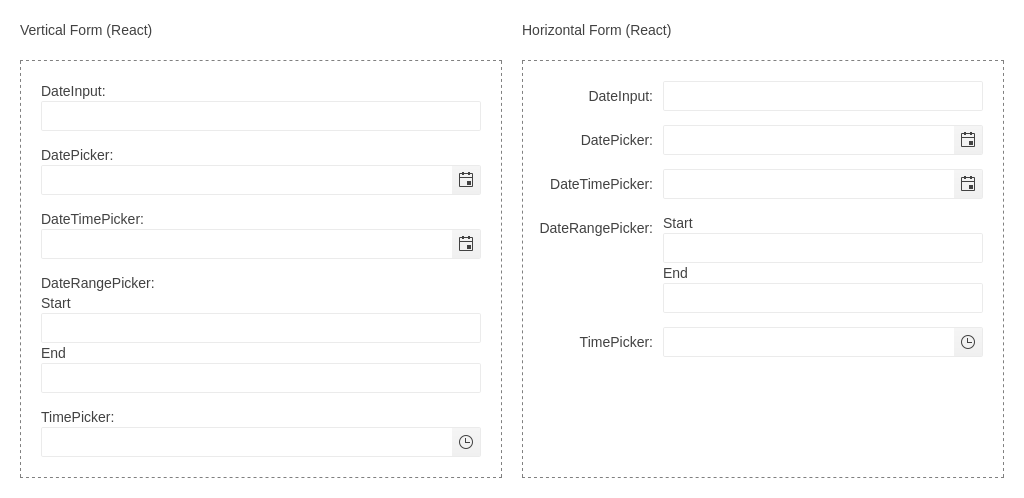 Vertical Form (React)
DateInput:
DatePicker:
DateTimePicker:
DateRangePicker:
Start
End
TimePicker:
Horizontal Form (React)
DateInput:
DatePicker:
DateTimePicker:
DateRangePicker:
Start
End
TimePicker: